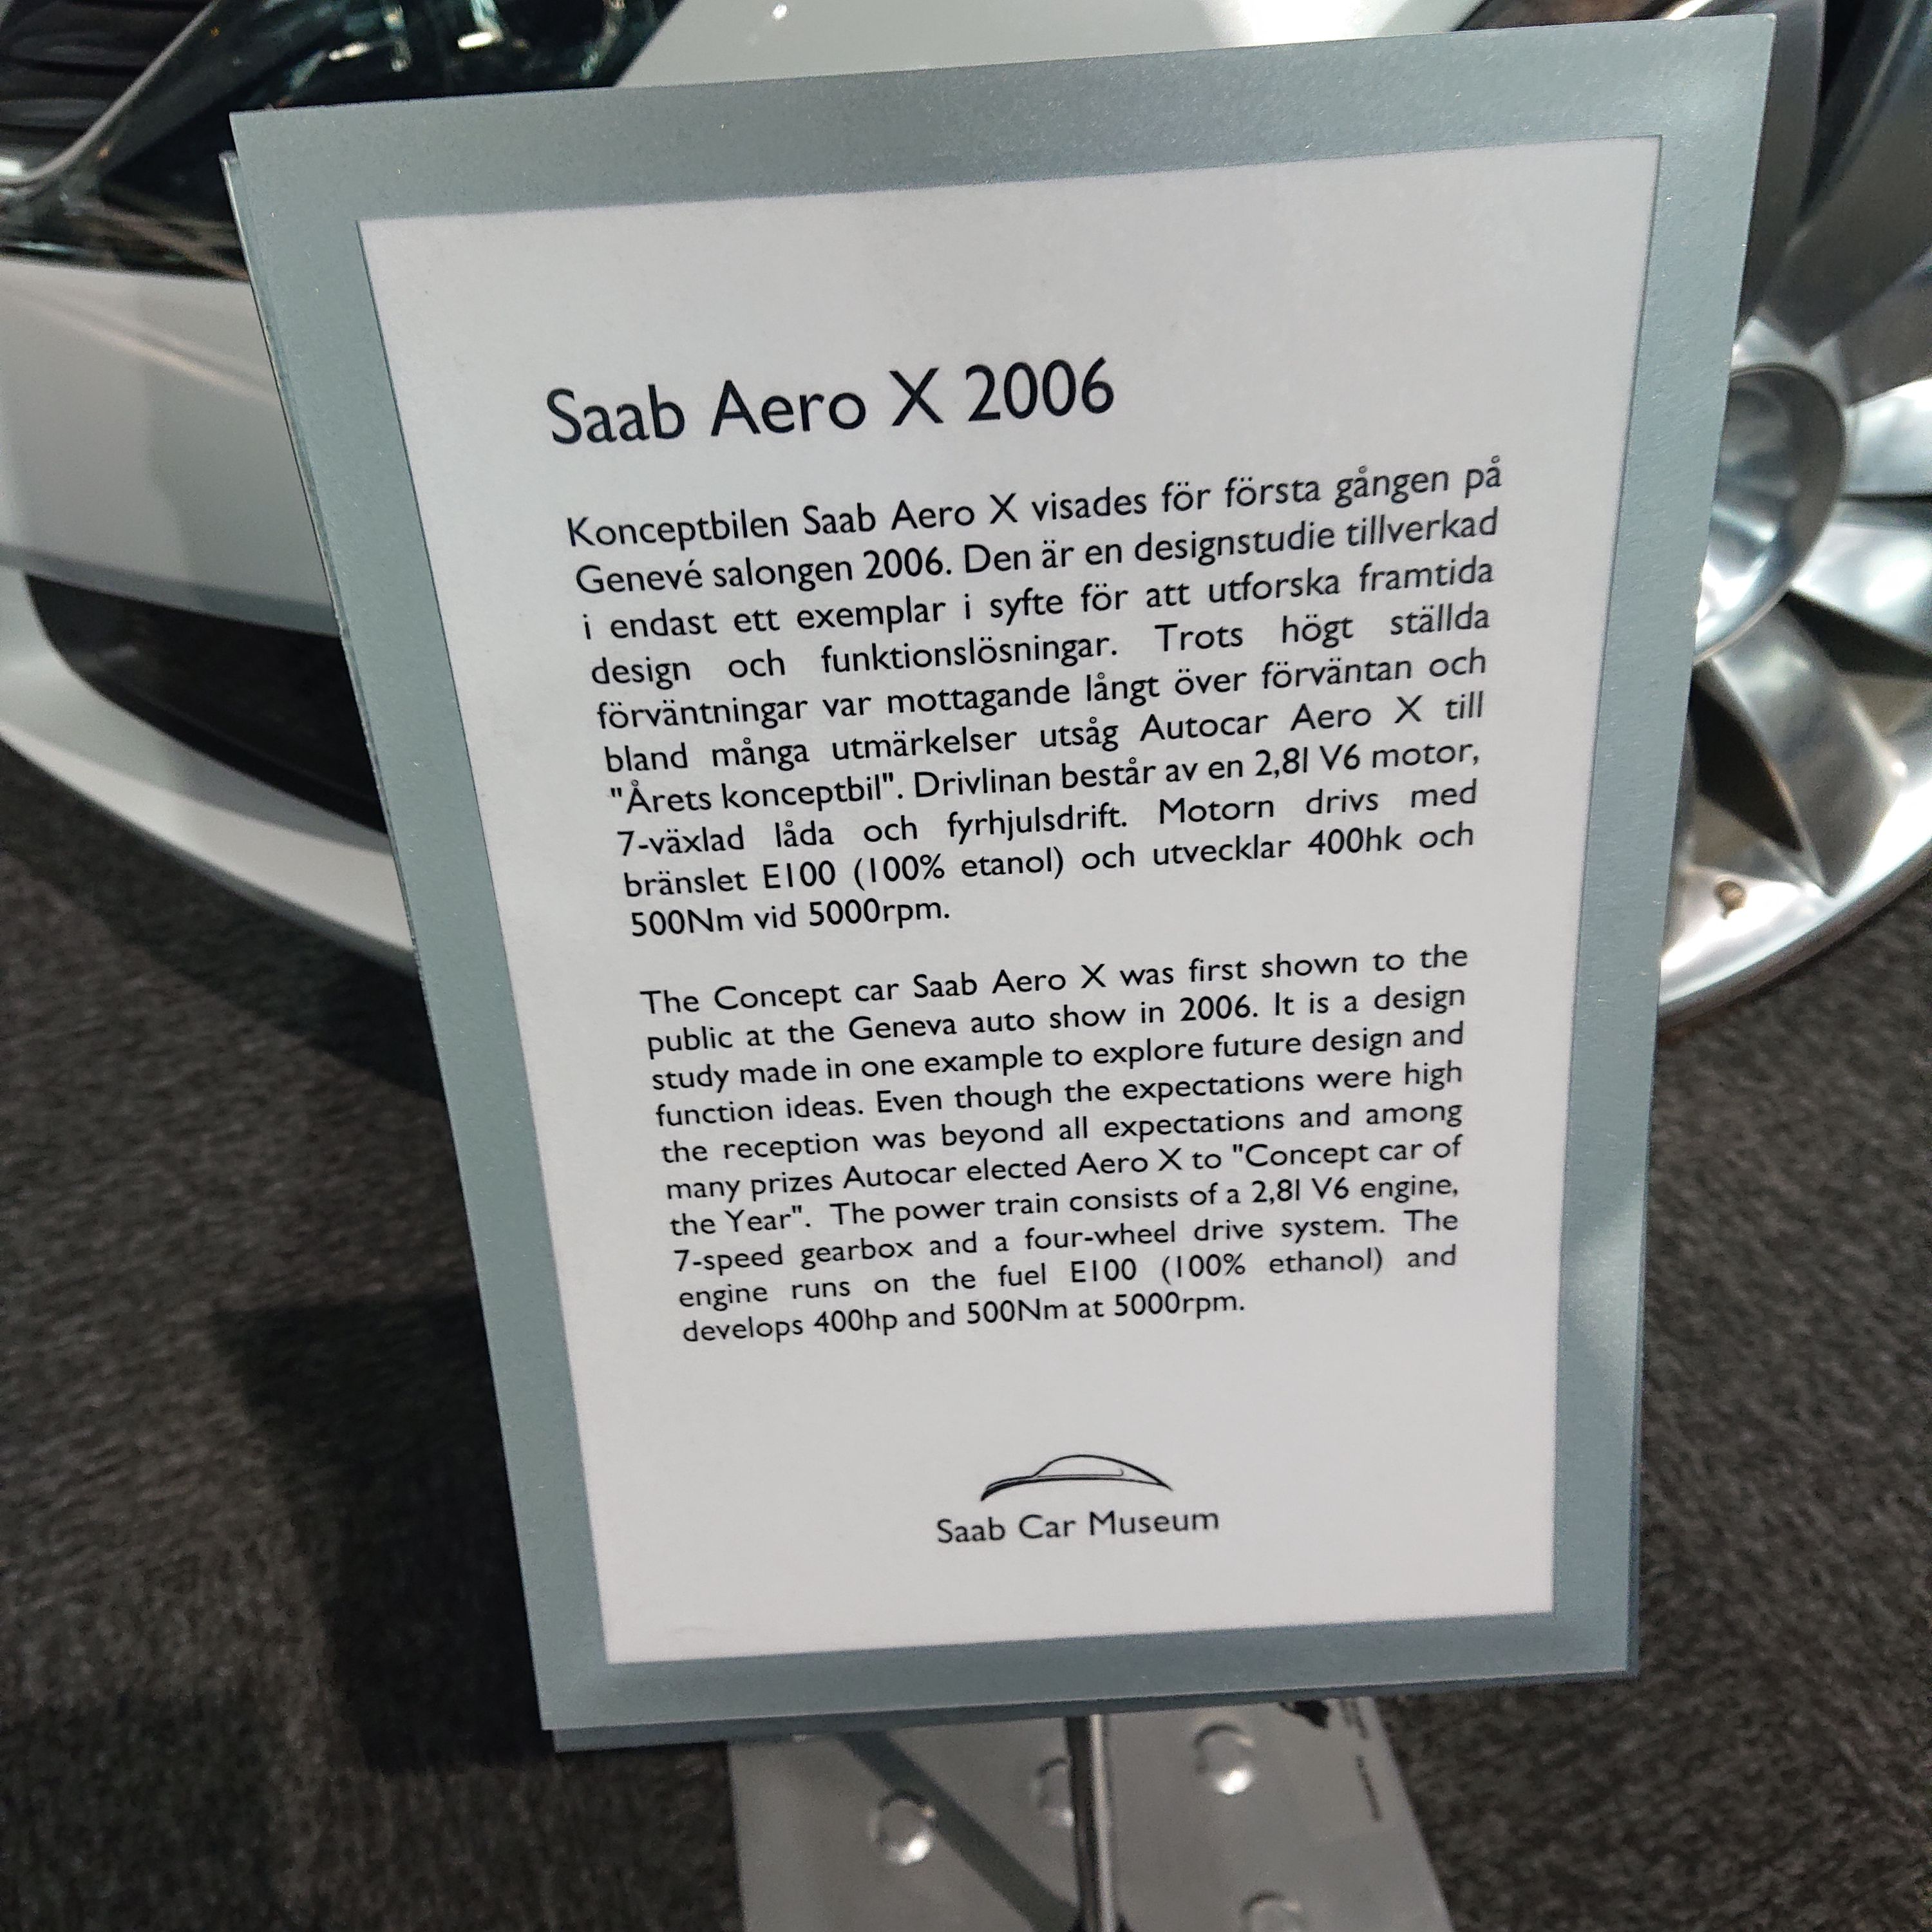 Saab Aero X 2006
Konceptbilen Saab Aero X visades för första gången på
Genevé salongen 2006. Den är en designstudie tillverkad
i endast ett exemplar i syfte för att utforska framtida
design och funktionslösningar. Trots högt ställda
förväntningar var mottagande långt över förväntan och
bland många utmärkelser utsåg Autocar Aero X till
"Årets konceptbil". Drivlinan består av en 2,8l V6 motor,
7-växlad låda och fyrhjulsdrift. Motorn drivs med
bränslet E100 (100% etanol) och utvecklar 400hk och
500Nm vid 5000rpm.
The Concept car Saab Aero X was first shown to the
public at the Geneva auto show in 2006. It is a design
study made in one example to explore future design and
function ideas. Even though the expectations were high
the reception was beyond all expectations and among
many prizes Autocar elected Aero X to "Concept car of
the Year". The power train consists of a 2,8l V6 engine,
7-speed gearbox and a four-wheel drive system. The
engine runs on the fuel E100 (100% ethanol) and
develops 400hp and 500Nm at 5000rpm.
Saab Car Museum